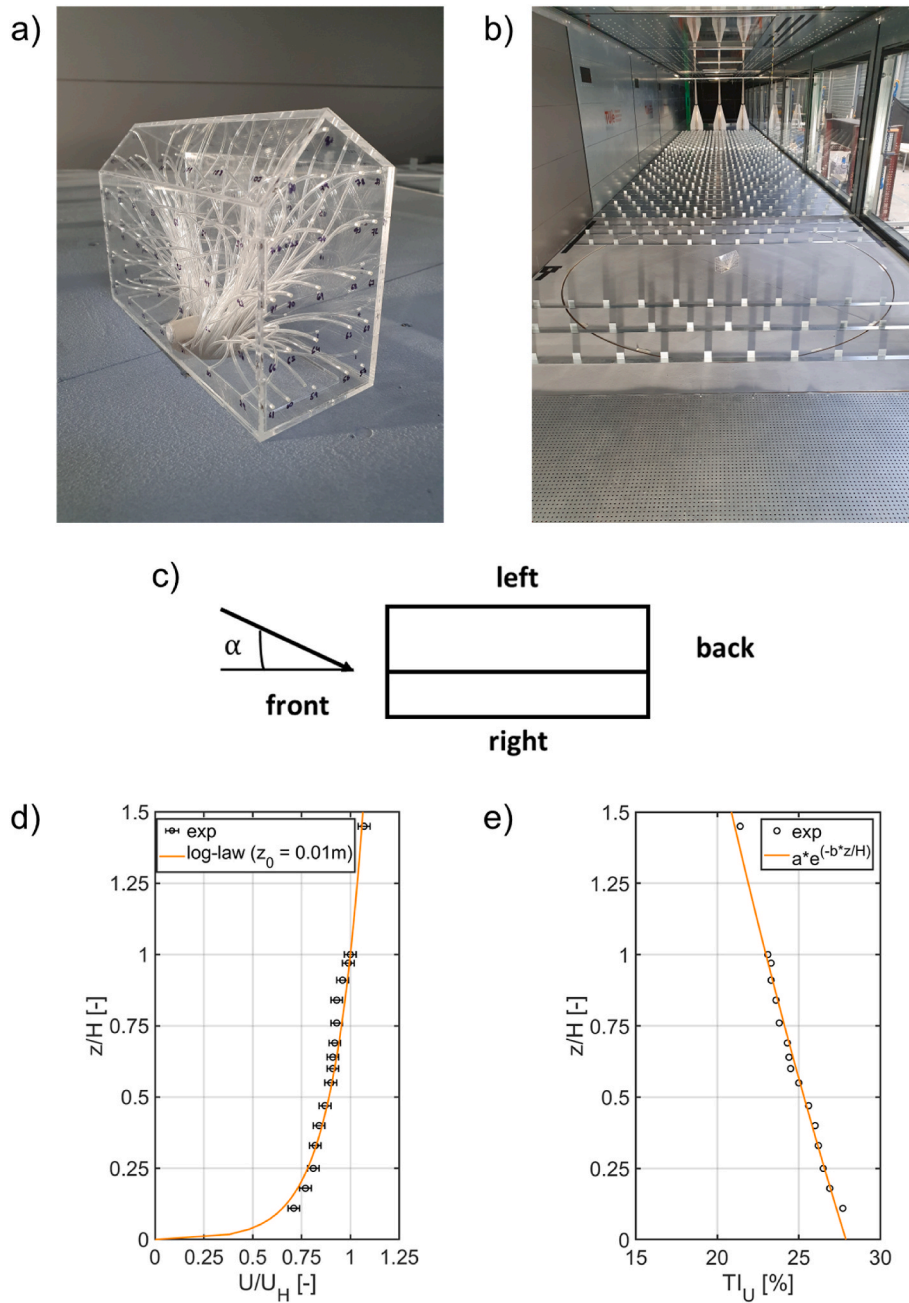 a)
b)
c)
left
α
back
front
right
d)
1.5
exp
log-law (z₀ = 0.01m)
1.25
1
z/H [-]
0.75
0.5
0.25
0
0 0.25 0.5 0.75 1 1.25
U/U_H [-]
e)
1.5
exp
a*e^(-b*z/H)
1.25
1
z/H [-]
0.75
0.5
0.25
0
15 20 25 30
TI_U [%]